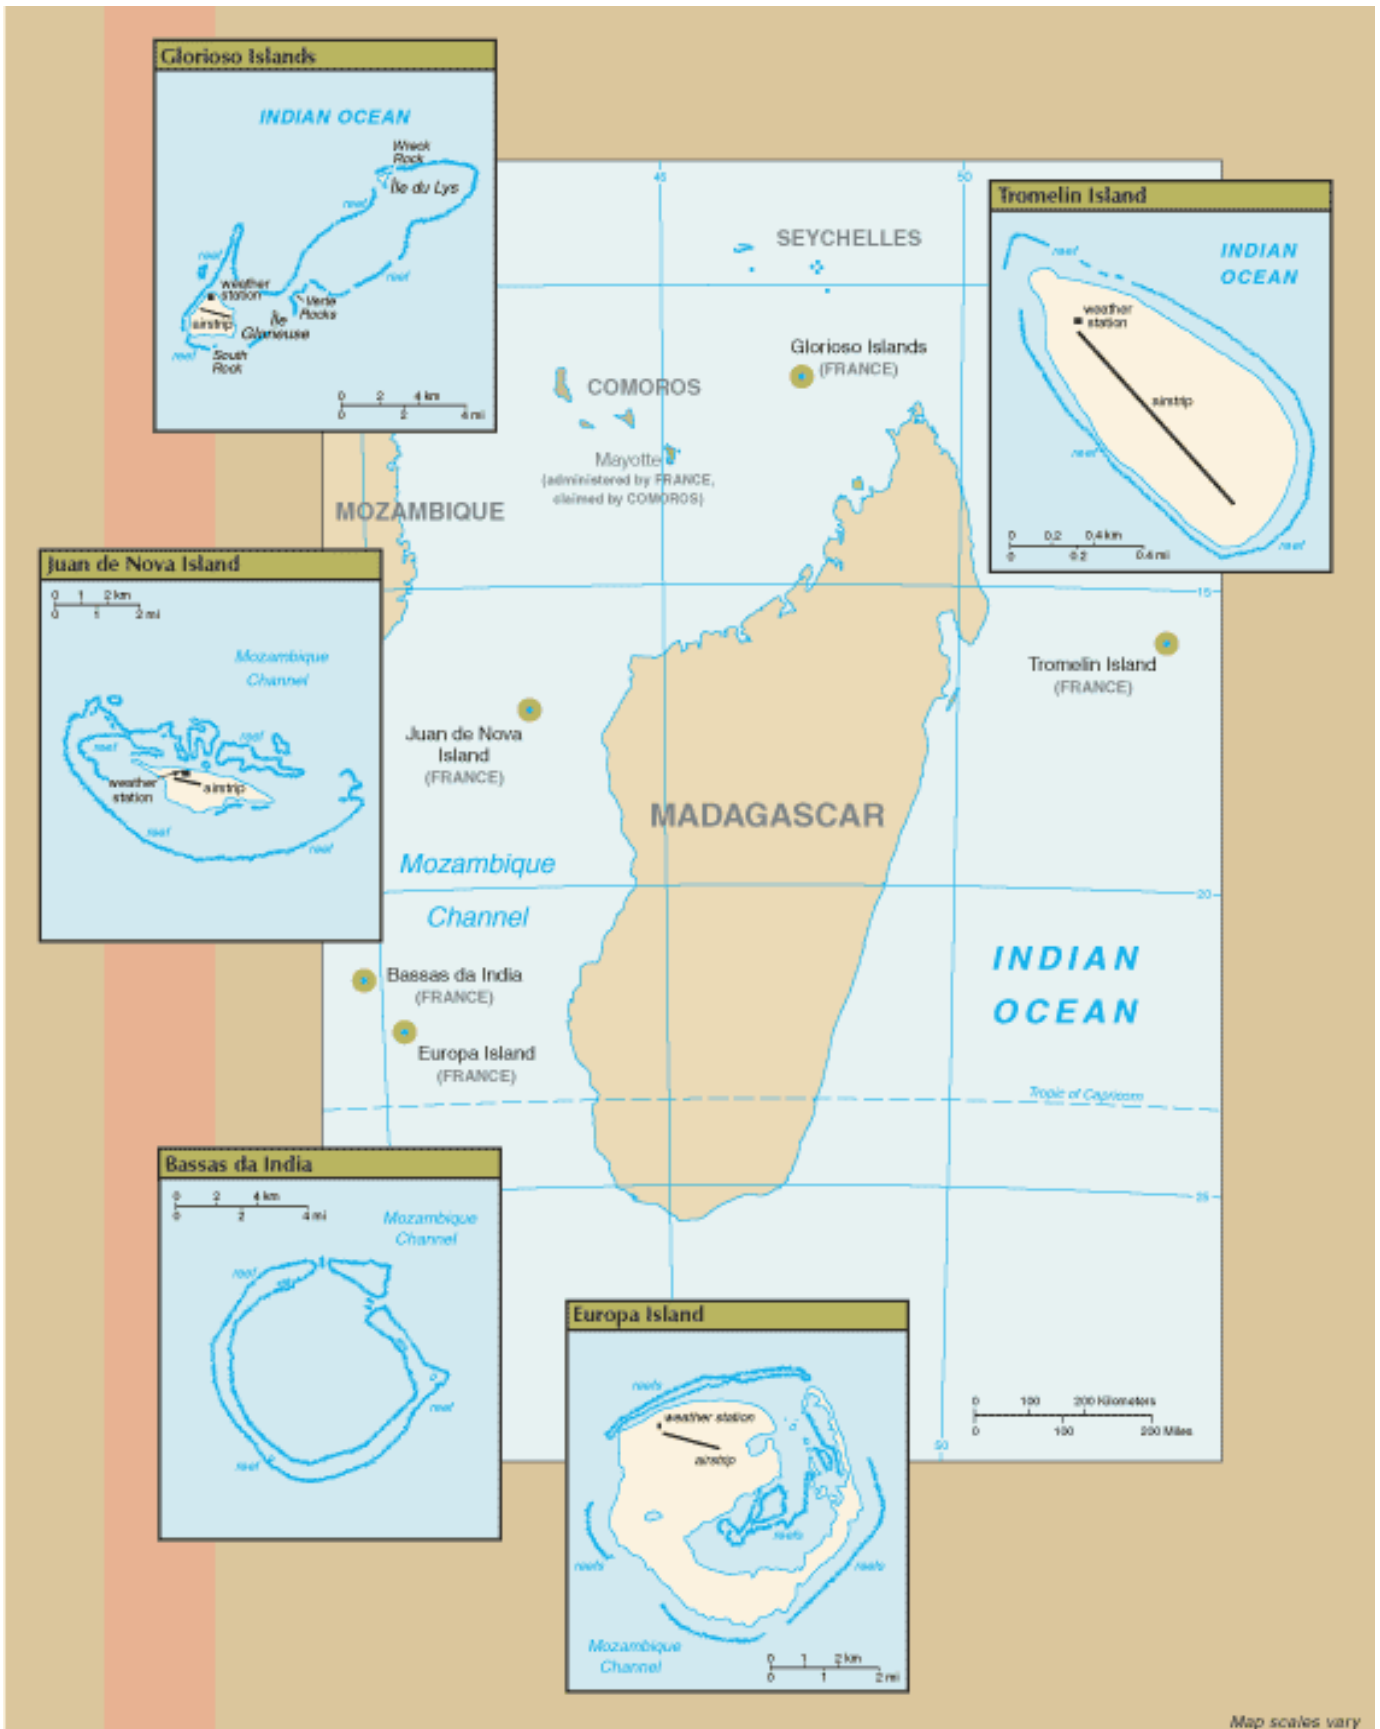 Glorioso Islands
INDIAN OCEAN
Wreck
Rock
Île du Lys
reef
reef
reef
weather
station
airstrip
Île
Glorieuse
Verte
Rocks
reef
South
Rock
0 2 4 km
0 2 4 mi
45
50
SEYCHELLES
Tromelin Island
INDIAN
OCEAN
reef
weather
station
airstrip
reef
reef
0 0.2 0.4 km
0 0.2 0.4 mi
Glorioso Islands
(FRANCE)
COMOROS
Mayotte
(administered by FRANCE,
claimed by COMOROS)
MOZAMBIQUE
15
Juan de Nova Island
0 1 2 km
0 1 2 mi
Mozambique
Channel
reef
reef
weather
station
airstrip
reef
reef
Tromelin Island
(FRANCE)
Juan de Nova
Island
(FRANCE)
MADAGASCAR
Mozambique
Channel
20
INDIAN
OCEAN
Bassas da India
(FRANCE)
Europa Island
(FRANCE)
Tropic of Capricorn
25
Bassas da India
0 2 4 km
0 2 4 mi
Mozambique
Channel
reef
reef
reef
Europa Island
reefs
weather station
airstrip
reefs
reefs
reefs
Mozambique
Channel
0 1 2 km
0 1 2 mi
0 100 200 Kilometers
0 100 200 Miles
50
Map scales vary